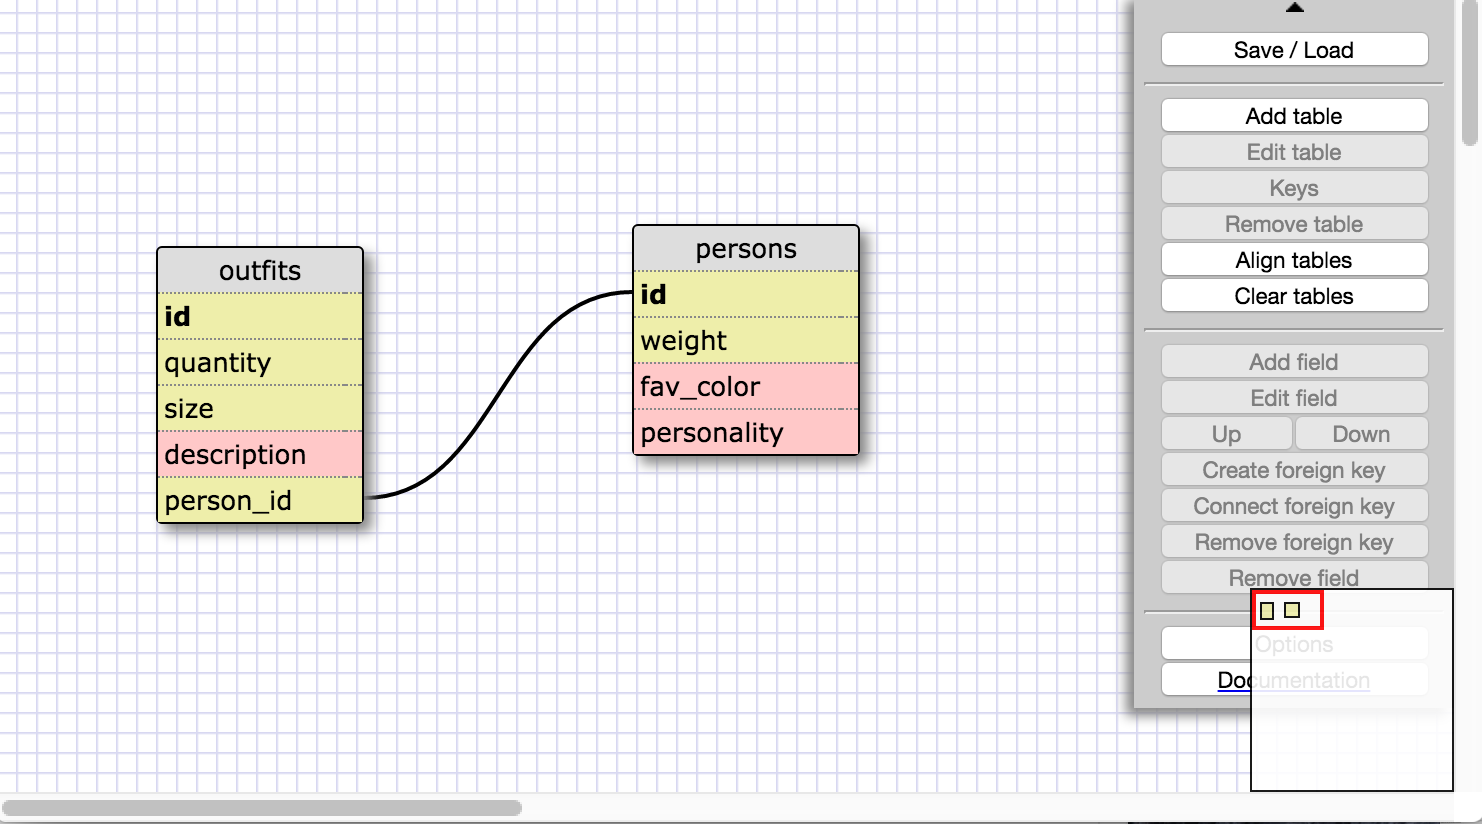 outfits
id
quantity
size
description
person_id
persons
id
weight
fav_color
personality
Save / Load
Add table
Edit table
Keys
Remove table
Align tables
Clear tables
Add field
Edit field
Up
Down
Create foreign key
Connect foreign key
Remove foreign key
Remove field
Options
Documentation